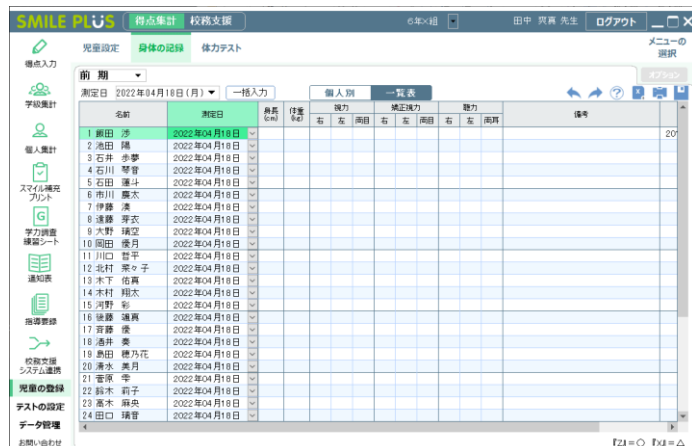 SMILE PLUS 得点集計 校務支援 6年X組 田中 爽真 先生 ログアウト
児童設定 身体の記録 体力テスト メニューの選択
得点入力
学級集計
個人集計
スマイル補充プリント
学力調査練習シート
通知表
指導要録
校務支援システム連携
児童の登録
テストの設定
データ管理
お問い合わせ
前 期 オプション
測定日 2022年04月18日(月) 一括入力 個人別 一覧表
名前 測定日 身長(cm) 体重(kg) 視力 矯正視力 聴力 備考
右 左 両目 右 左 両目 右 左 両耳
1 飯田 渉 2022年04月18日 20
2 池田 陽 2022年04月18日
3 石井 歩夢 2022年04月18日
4 石川 琴音 2022年04月18日
5 石田 蓮斗 2022年04月18日
6 市川 慶太 2022年04月18日
7 伊藤 湊 2022年04月18日
8 遠藤 芽衣 2022年04月18日
9 大野 瑞空 2022年04月18日
10 岡田 優月 2022年04月18日
11 川口 哲平 2022年04月18日
12 北村 菜々子 2022年04月18日
13 木下 佑真 2022年04月18日
14 木村 翔太 2022年04月18日
15 河野 彩 2022年04月18日
16 後藤 颯真 2022年04月18日
17 斉藤 優 2022年04月18日
18 酒井 奏 2022年04月18日
19 島田 穂乃花 2022年04月18日
20 清水 美月 2022年04月18日
21 菅原 雫 2022年04月18日
22 鈴木 莉子 2022年04月18日
23 高木 麻央 2022年04月18日
24 田口 瑞音 2022年04月18日
『Z』=○ 『X』=△